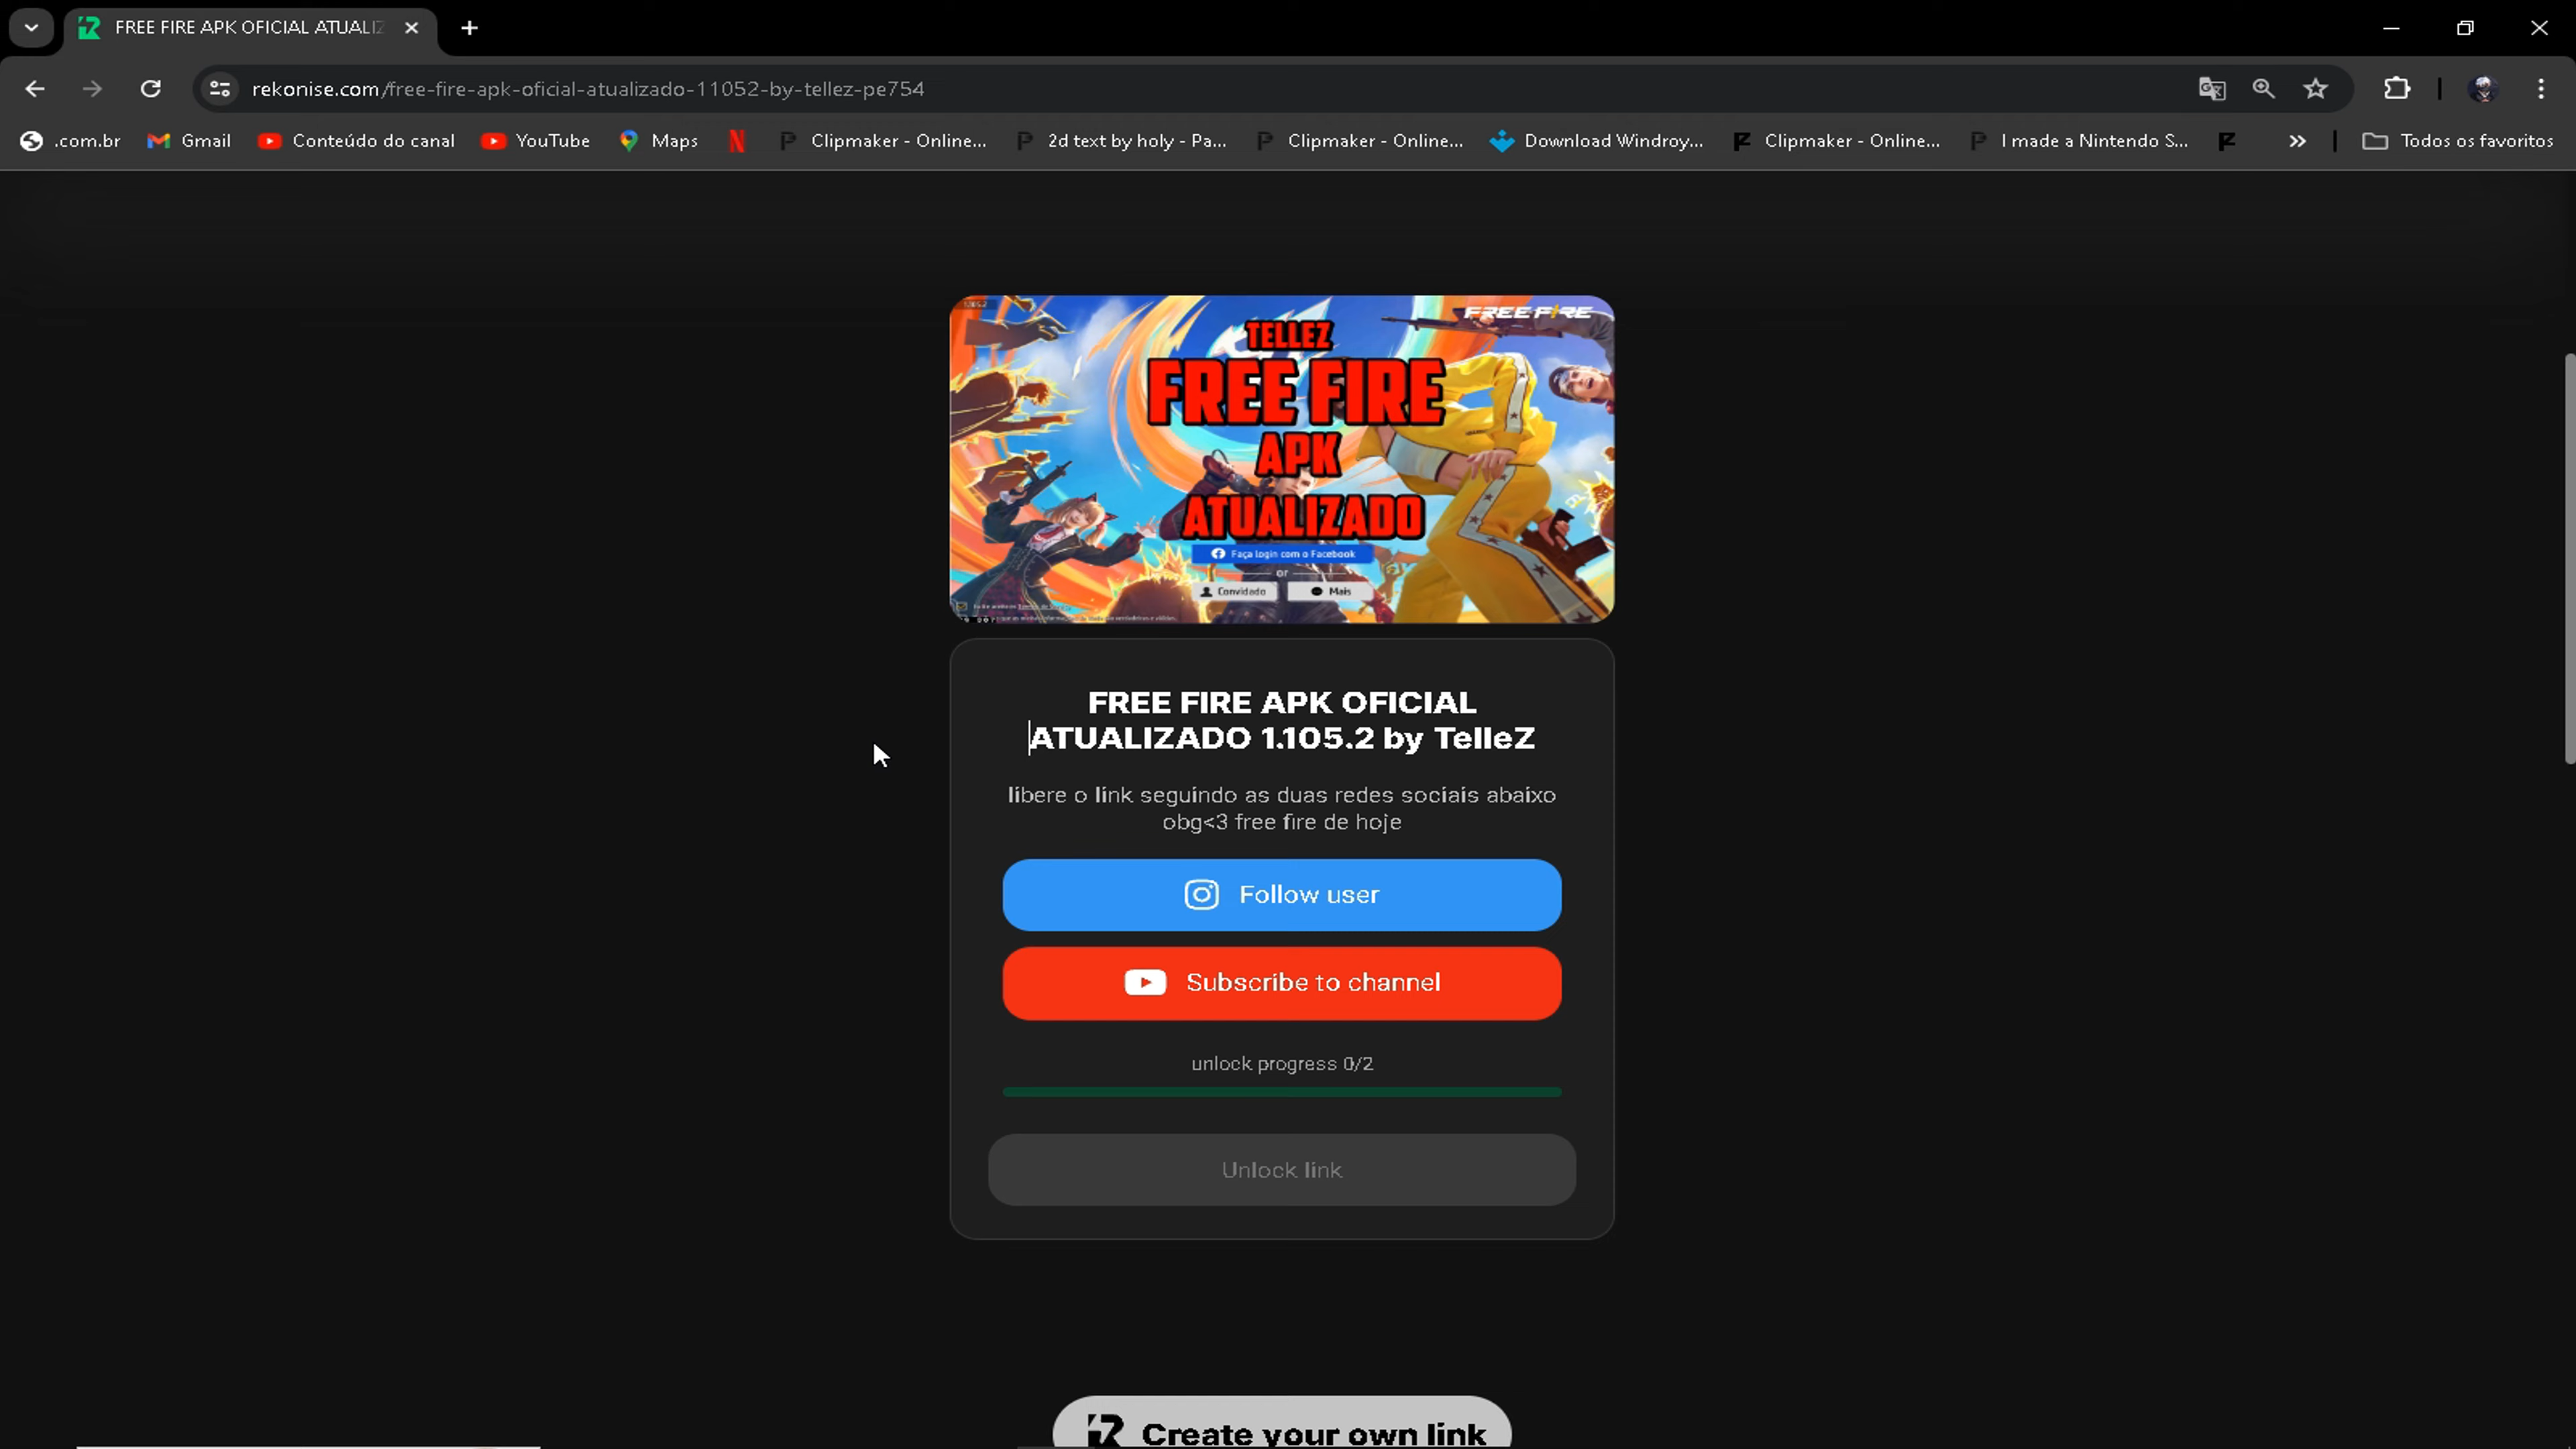 FREE FIRE APK OFICIAL ATUALIZ
rekonise.com/free-fire-apk-oficial-atualizado-11052-by-tellez-pe754
.com.br Gmail Conteúdo do canal YouTube Maps Clipmaker - Online... 2d text by holy - Pa... Clipmaker - Online... Download Windroy... Clipmaker - Online... I made a Nintendo S... » Todos os favoritos
FREE FIRE
TELLEZ
FREE FIRE
APK
ATUALIZADO
Faça login com o Facebook
or
Convidado Mais
FREE FIRE APK OFICIAL
ATUALIZADO 1.105.2 by TelleZ
libere o link seguindo as duas redes sociais abaixo
obg<3 free fire de hoje
Follow user
Subscribe to channel
unlock progress 0/2
Unlock link
Create your own link